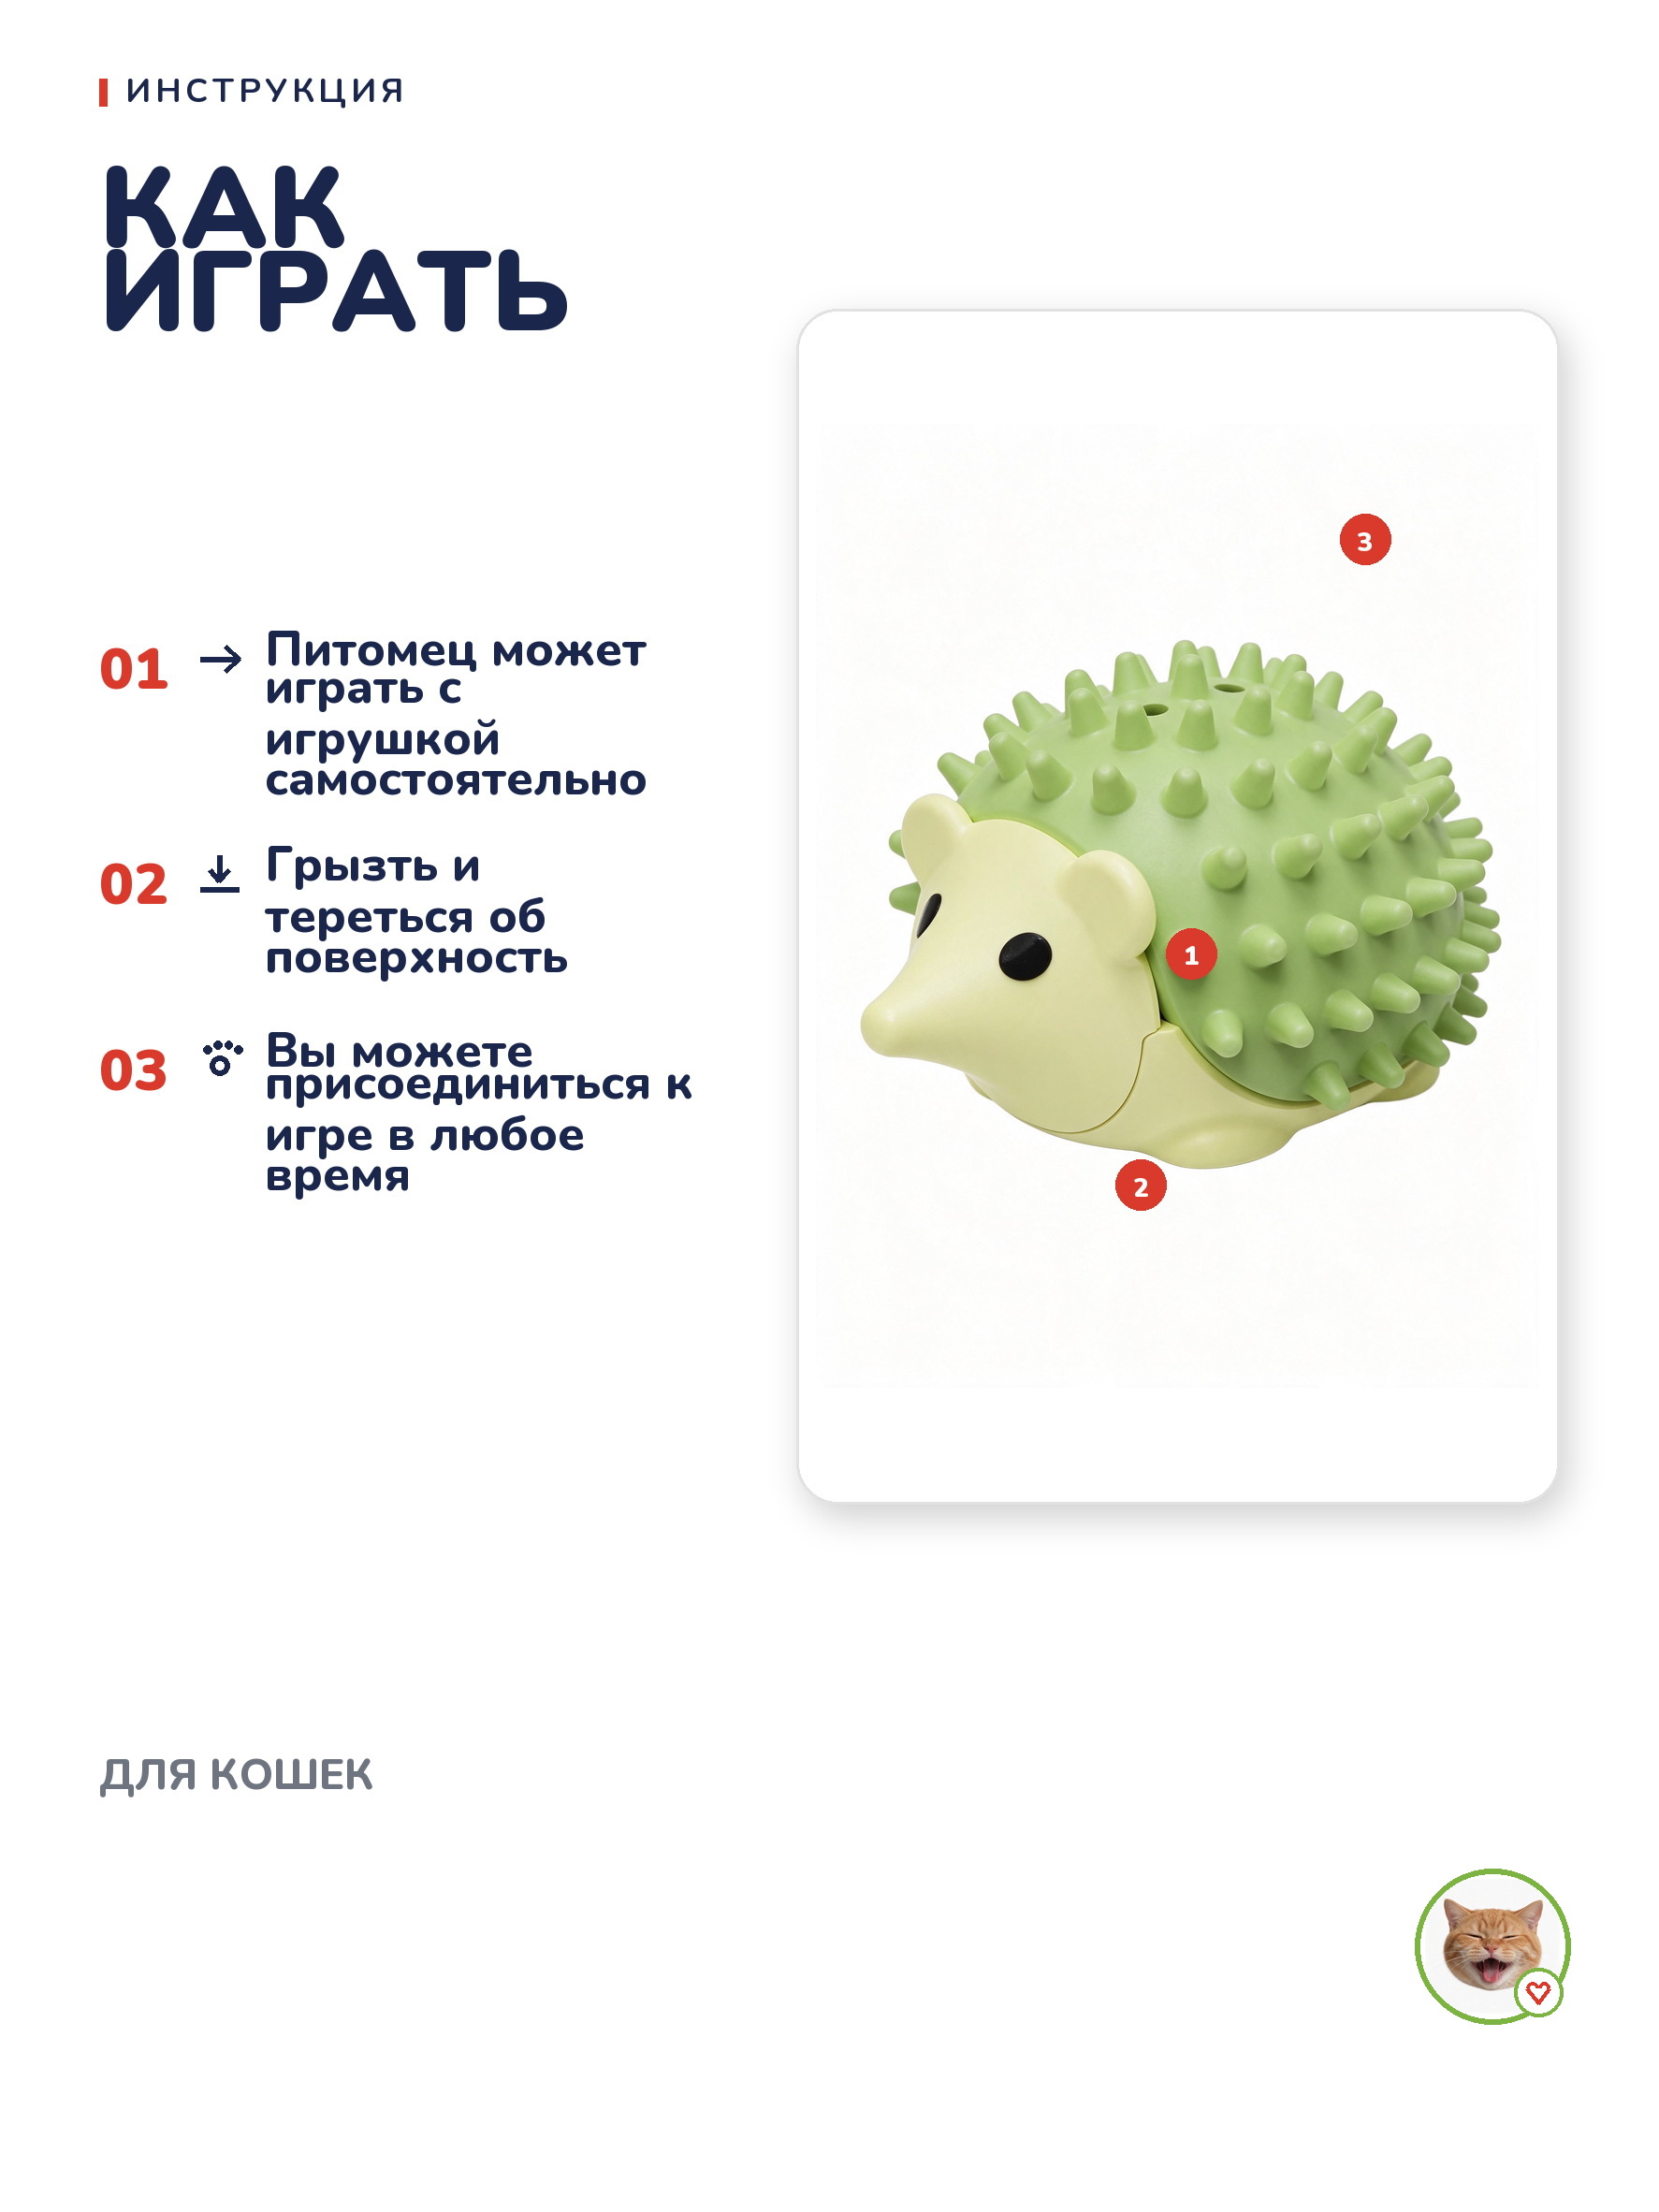 ИНСТРУКЦИЯ
КАК
ИГРАТЬ
01 Питомец может
играть с
игрушкой
самостоятельно
02 Грызть и
тереться об
поверхность
03 Вы можете
присоединиться к
игре в любое
время
3
1
2
ДЛЯ КОШЕК